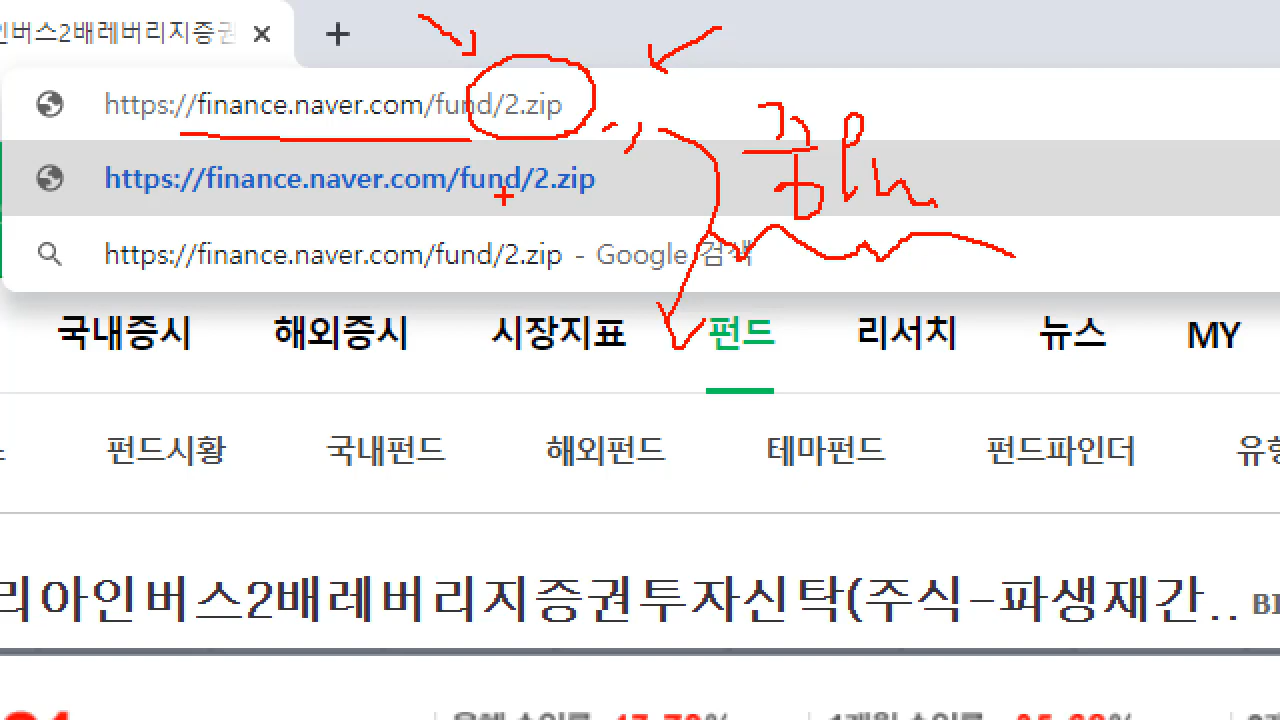 인버스2배레버리지증권
https://finance.naver.com/fund/2.zip
https://finance.naver.com/fund/2.zip
https://finance.naver.com/fund/2.zip - Google 검색
국내증시 해외증시 시장지표 펀드 리서치 뉴스 MY
펀드시황 국내펀드 해외펀드 테마펀드 펀드파인더 유형
리아인버스2배레버리지증권투자신탁(주식-파생재간..